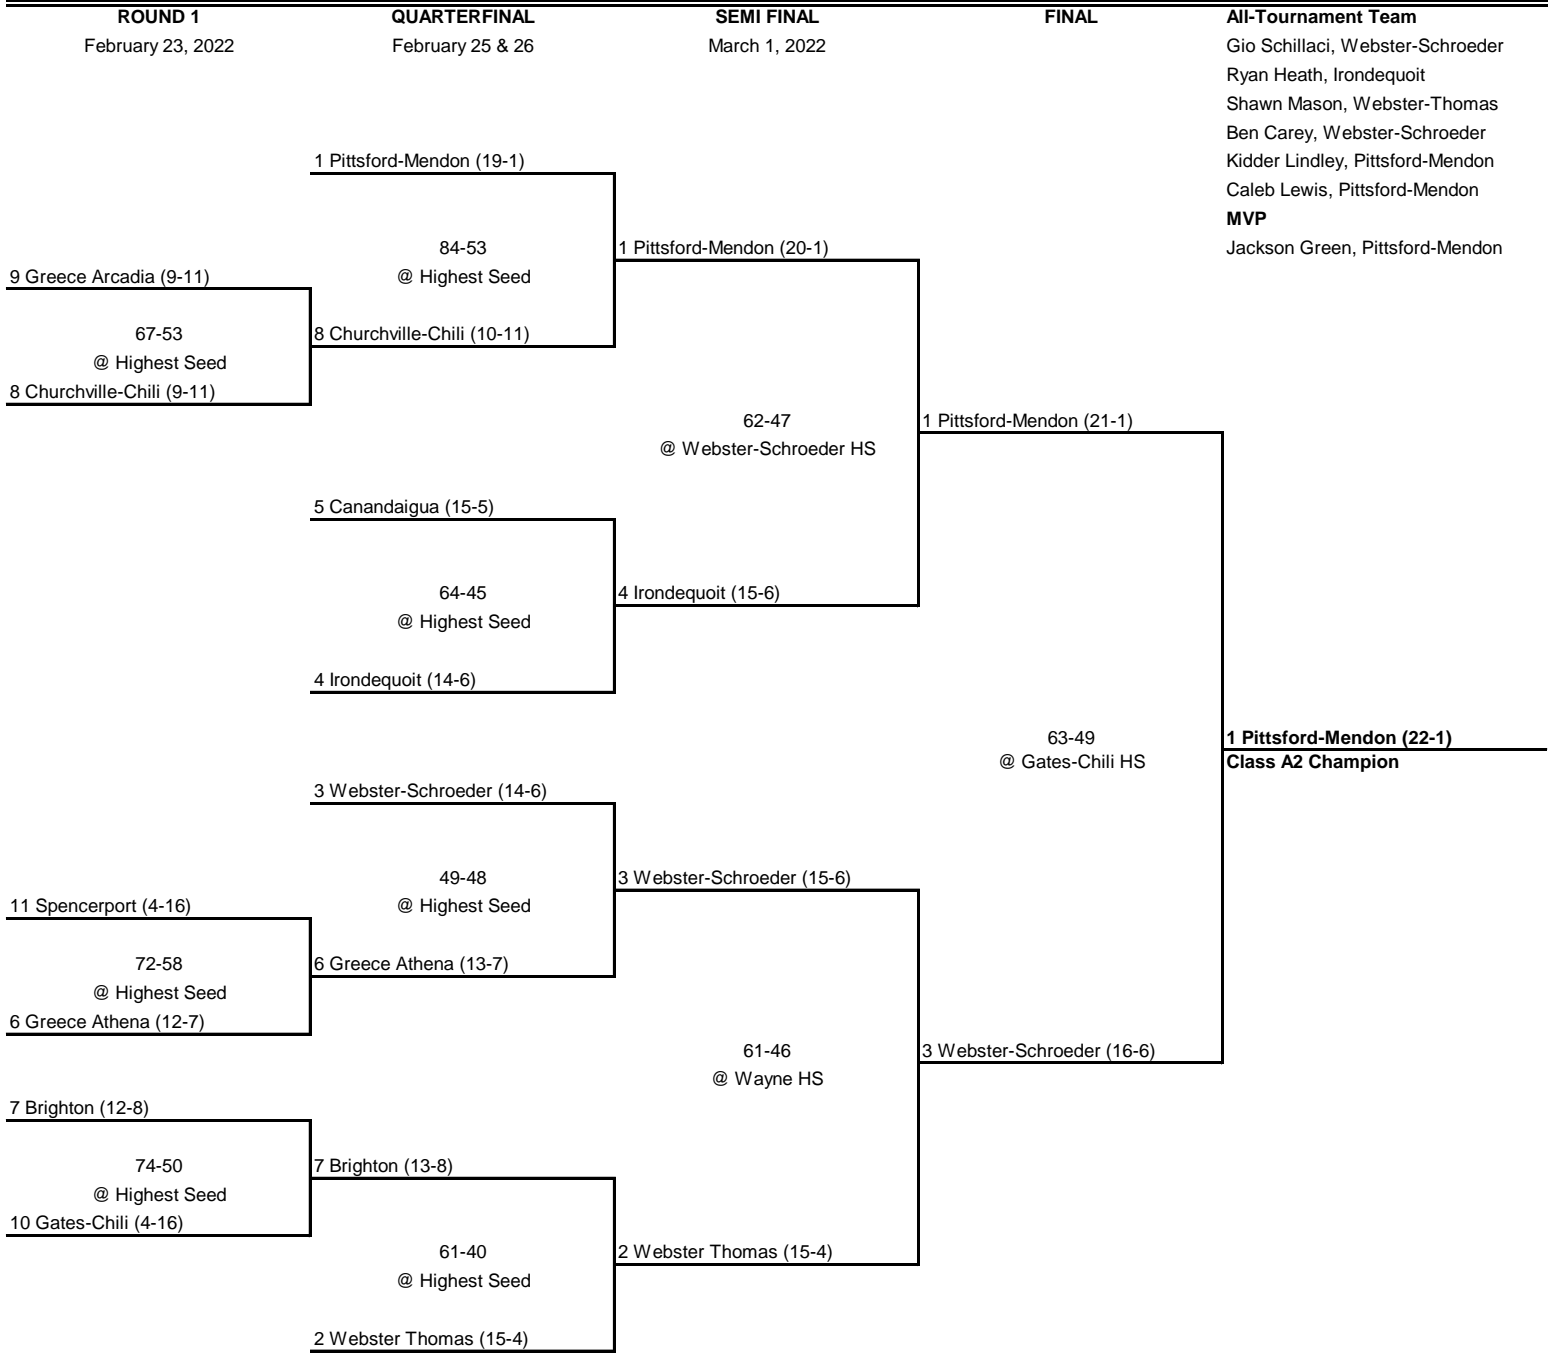 ROUND 1
February 23, 2022
QUARTERFINAL
February 25 & 26
SEMI FINAL
March 1, 2022
FINAL
All-Tournament Team
Gio Schillaci, Webster-Schroeder
Ryan Heath, Irondequoit
Shawn Mason, Webster-Thomas
Ben Carey, Webster-Schroeder
Kidder Lindley, Pittsford-Mendon
Caleb Lewis, Pittsford-Mendon
MVP
Jackson Green, Pittsford-Mendon
9 Greece Arcadia (9-11)
67-53
@ Highest Seed
8 Churchville-Chili (9-11)
11 Spencerport (4-16)
72-58
@ Highest Seed
6 Greece Athena (12-7)
7 Brighton (12-8)
74-50
@ Highest Seed
10 Gates-Chili (4-16)
1 Pittsford-Mendon (19-1)
84-53
@ Highest Seed
8 Churchville-Chili (10-11)
5 Canandaigua (15-5)
64-45
@ Highest Seed
4 Irondequoit (14-6)
3 Webster-Schroeder (14-6)
49-48
@ Highest Seed
6 Greece Athena (13-7)
7 Brighton (13-8)
61-40
@ Highest Seed
2 Webster Thomas (15-4)
1 Pittsford-Mendon (20-1)
62-47
@ Webster-Schroeder HS
4 Irondequoit (15-6)
3 Webster-Schroeder (15-6)
61-46
@ Wayne HS
2 Webster Thomas (15-4)
1 Pittsford-Mendon (21-1)
63-49
@ Gates-Chili HS
3 Webster-Schroeder (16-6)
1 Pittsford-Mendon (22-1)
Class A2 Champion